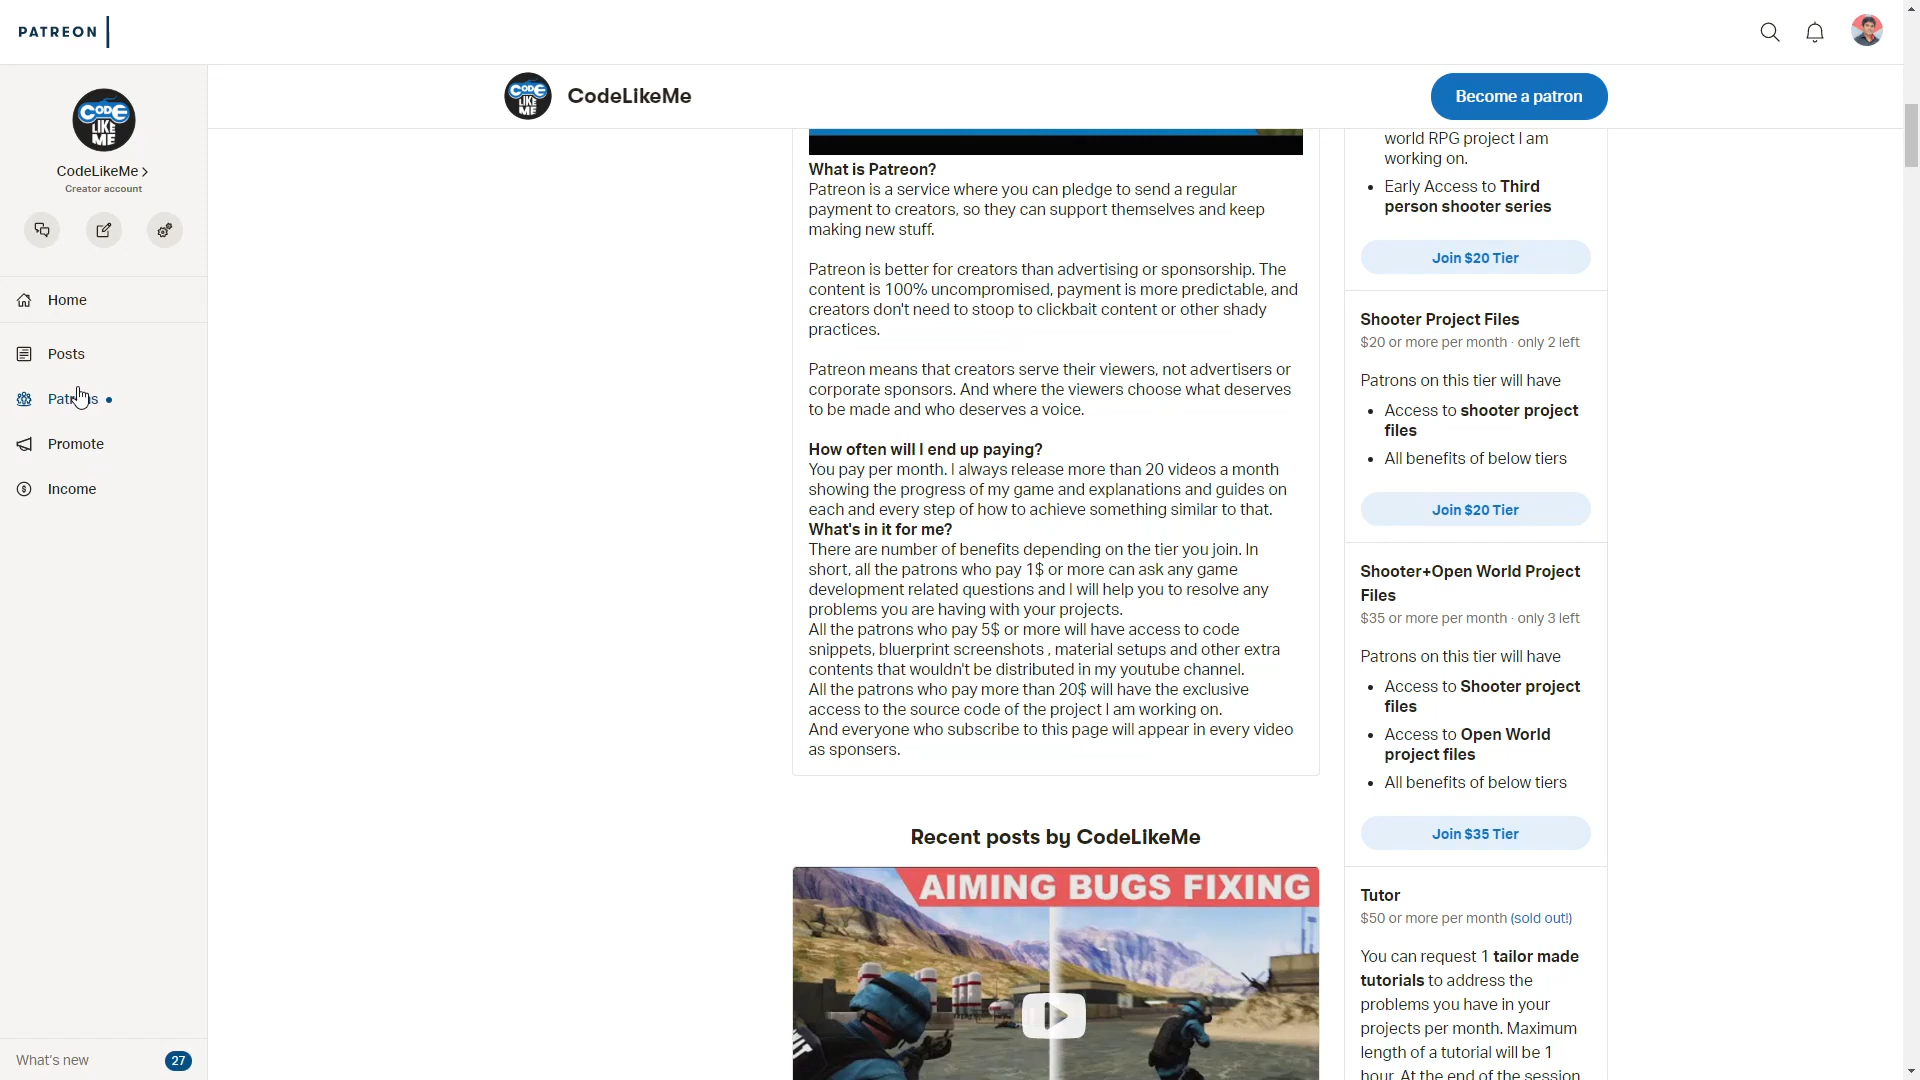 PATREON
CODE
LIKE
ME
CodeLikeMe
Creator account
Home
Posts
Patrons
Promote
Income
What's new
27
CODE
LIKE
ME
CodeLikeMe
Become a patron
What is Patreon?
Patreon is a service where you can pledge to send a regular
payment to creators, so they can support themselves and keep
making new stuff.
Patreon is better for creators than advertising or sponsorship. The
content is 100% uncompromised, payment is more predictable, and
creators don't need to stoop to clickbait content or other shady
practices.
Patreon means that creators serve their viewers, not advertisers or
corporate sponsors. And where the viewers choose what deserves
to be made and who deserves a voice.
How often will I end up paying?
You pay per month. I always release more than 20 videos a month
showing the progress of my game and explanations and guides on
each and every step of how to achieve something similar to that.
What's in it for me?
There are number of benefits depending on the tier you join. In
short, all the patrons who pay 1$ or more can ask any game
development related questions and I will help you to resolve any
problems you are having with your projects.
All the patrons who pay 5$ or more will have access to code
snippets, bluerprint screenshots , material setups and other extra
contents that wouldn't be distributed in my youtube channel.
All the patrons who pay more than 20$ will have the exclusive
access to the source code of the project I am working on.
And everyone who subscribe to this page will appear in every video
as sponsers.
Recent posts by CodeLikeMe
AIMING BUGS FIXING
world RPG project I am
working on.
Early Access to Third
person shooter series
Join $20 Tier
Shooter Project Files
$20 or more per month · only 2 left
Patrons on this tier will have
Access to shooter project
files
All benefits of below tiers
Join $20 Tier
Shooter+Open World Project
Files
$35 or more per month · only 3 left
Patrons on this tier will have
Access to Shooter project
files
Access to Open World
project files
All benefits of below tiers
Join $35 Tier
Tutor
$50 or more per month (sold out!)
You can request 1 tailor made
tutorials to address the
problems you have in your
projects per month. Maximum
length of a tutorial will be 1
hour. At the end of the session